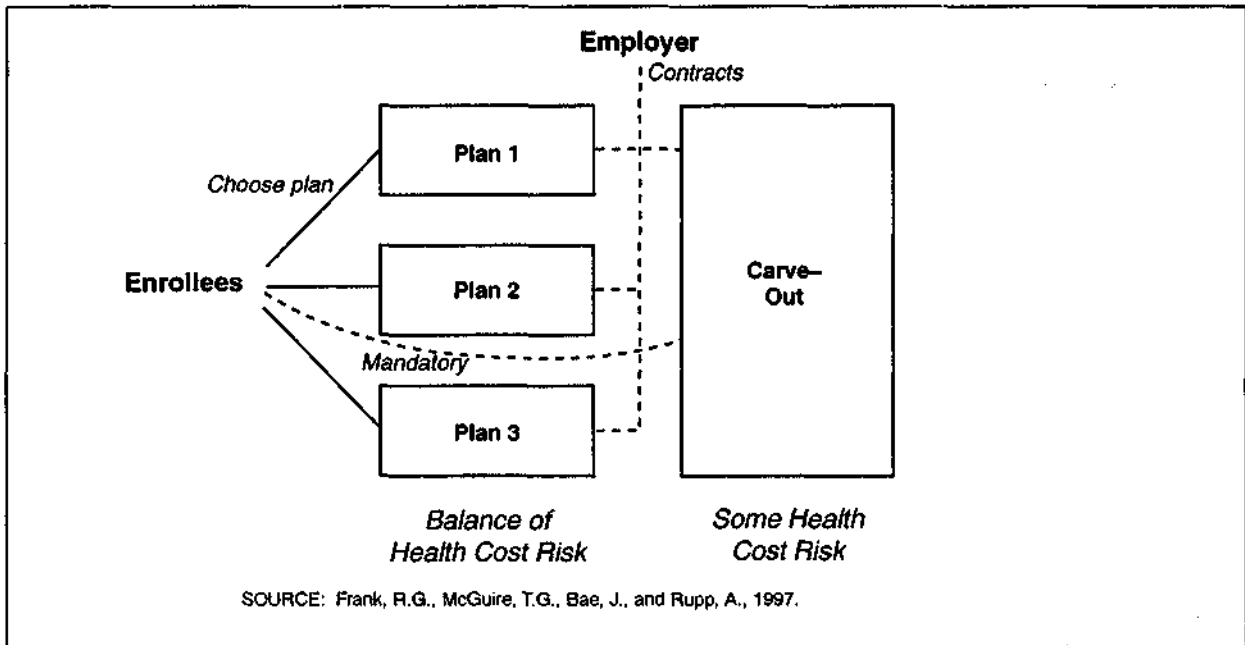 Employer
Contracts
Plan 1
Choose plan
Enrollees
Plan 2
Carve–
Out
Mandatory
Plan 3
Balance of
Health Cost Risk
Some Health
Cost Risk
SOURCE: Frank, R.G., McGuire, T.G., Bae, J., and Rupp, A., 1997.